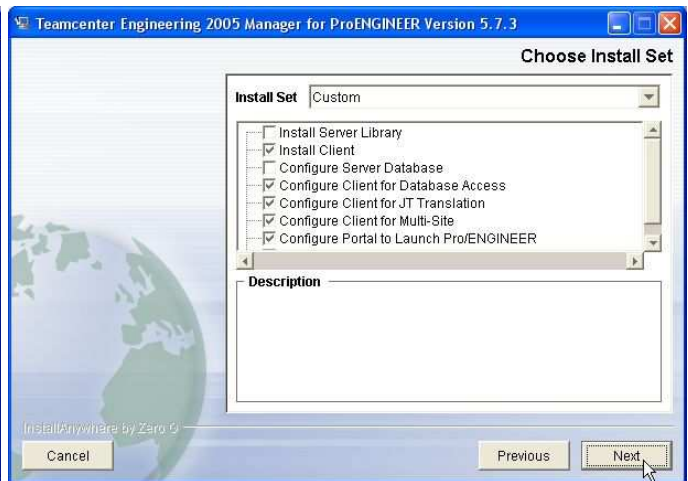 Teamcenter Engineering 2005 Manager for ProENGINEER Version 5.7.3
Choose Install Set
Install Set Custom
Install Server Library
Install Client
Configure Server Database
Configure Client for Database Access
Configure Client for JT Translation
Configure Client for Multi-Site
Configure Portal to Launch Pro/ENGINEER
Description
InstallAnywhere by Zero G
Cancel Previous Next